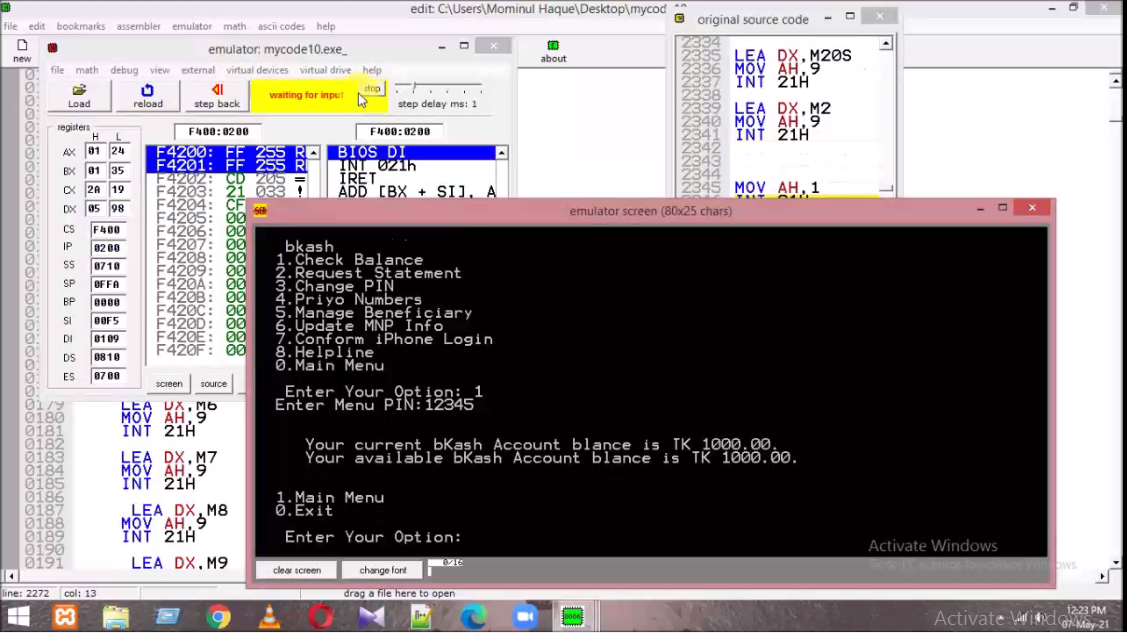 edit: C:\Users\Mominul Haque\Desktop\mycod
file edit bookmarks assembler emulator math ascii codes help
new
about
emulator: mycode10.exe_
file math debug view external virtual devices virtual drive help
Load
reload
step back
waiting for input
stop
step delay ms: 1
registers
H L
F400:0200
F400:0200
AX 01 24
BX 01 35
CX 2A 19
DX 05 98
CS F400
IP 0200
SS 0710
SP 0FFA
BP 0000
SI 00F5
DI 0109
DS 0810
ES 0700
F4200: FF 255 R
F4201: FF 255 R
F4202: CD 205 =
F4203: 21 033 !
F4204: CF
F4205: 00
F4206: 00
F4207: 00
F4208: 00
F4209: 00
F420A: 00
F420B: 00
F420C: 00
F420D: 00
F420E: 00
F420F: 00
BIOS DI
INT 021h
IRET
ADD [BX + SI], A
screen
source
original source code
2334
2335 LEA DX,M20S
2336 MOV AH,9
2337 INT 21H
2338
2339 LEA DX,M2
2340 MOV AH,9
2341 INT 21H
2345 MOV AH,1
emulator screen (80x25 chars)
bkash
1.Check Balance
2.Request Statement
3.Change PIN
4.Priyo Numbers
5.Manage Beneficiary
6.Update MNP Info
7.Conform iPhone Login
8.Helpline
0.Main Menu
Enter Your Option: 1
Enter Menu PIN:12345
Your current bKash Account blance is TK 1000.00.
Your available bKash Account blance is TK 1000.00.
1.Main Menu
0.Exit
Enter Your Option:
clear screen
change font
0/16
0179 LEA DX,M6
0180 MOV AH,9
0181 INT 21H
0182
0183 LEA DX,M7
0184 MOV AH,9
0185 INT 21H
0186
0187 LEA DX,M8
0188 MOV AH,9
0189 INT 21H
0190
0191 LEA DX,M9
Activate Windows
line: 2272 col: 13
drag a file here to open
Activate Windows
12:23 PM
07-May-21